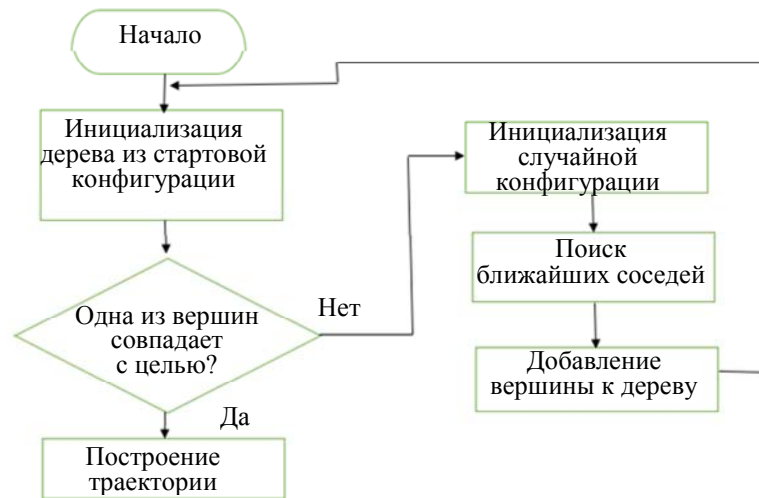 Начало
Инициализация
дерева из стартовой
конфигурации
Одна из вершин
совпадает
с целью?
Нет
Да
Построение
траектории
Инициализация
случайной
конфигурации
Поиск
ближайших соседей
Добавление
вершины к дереву